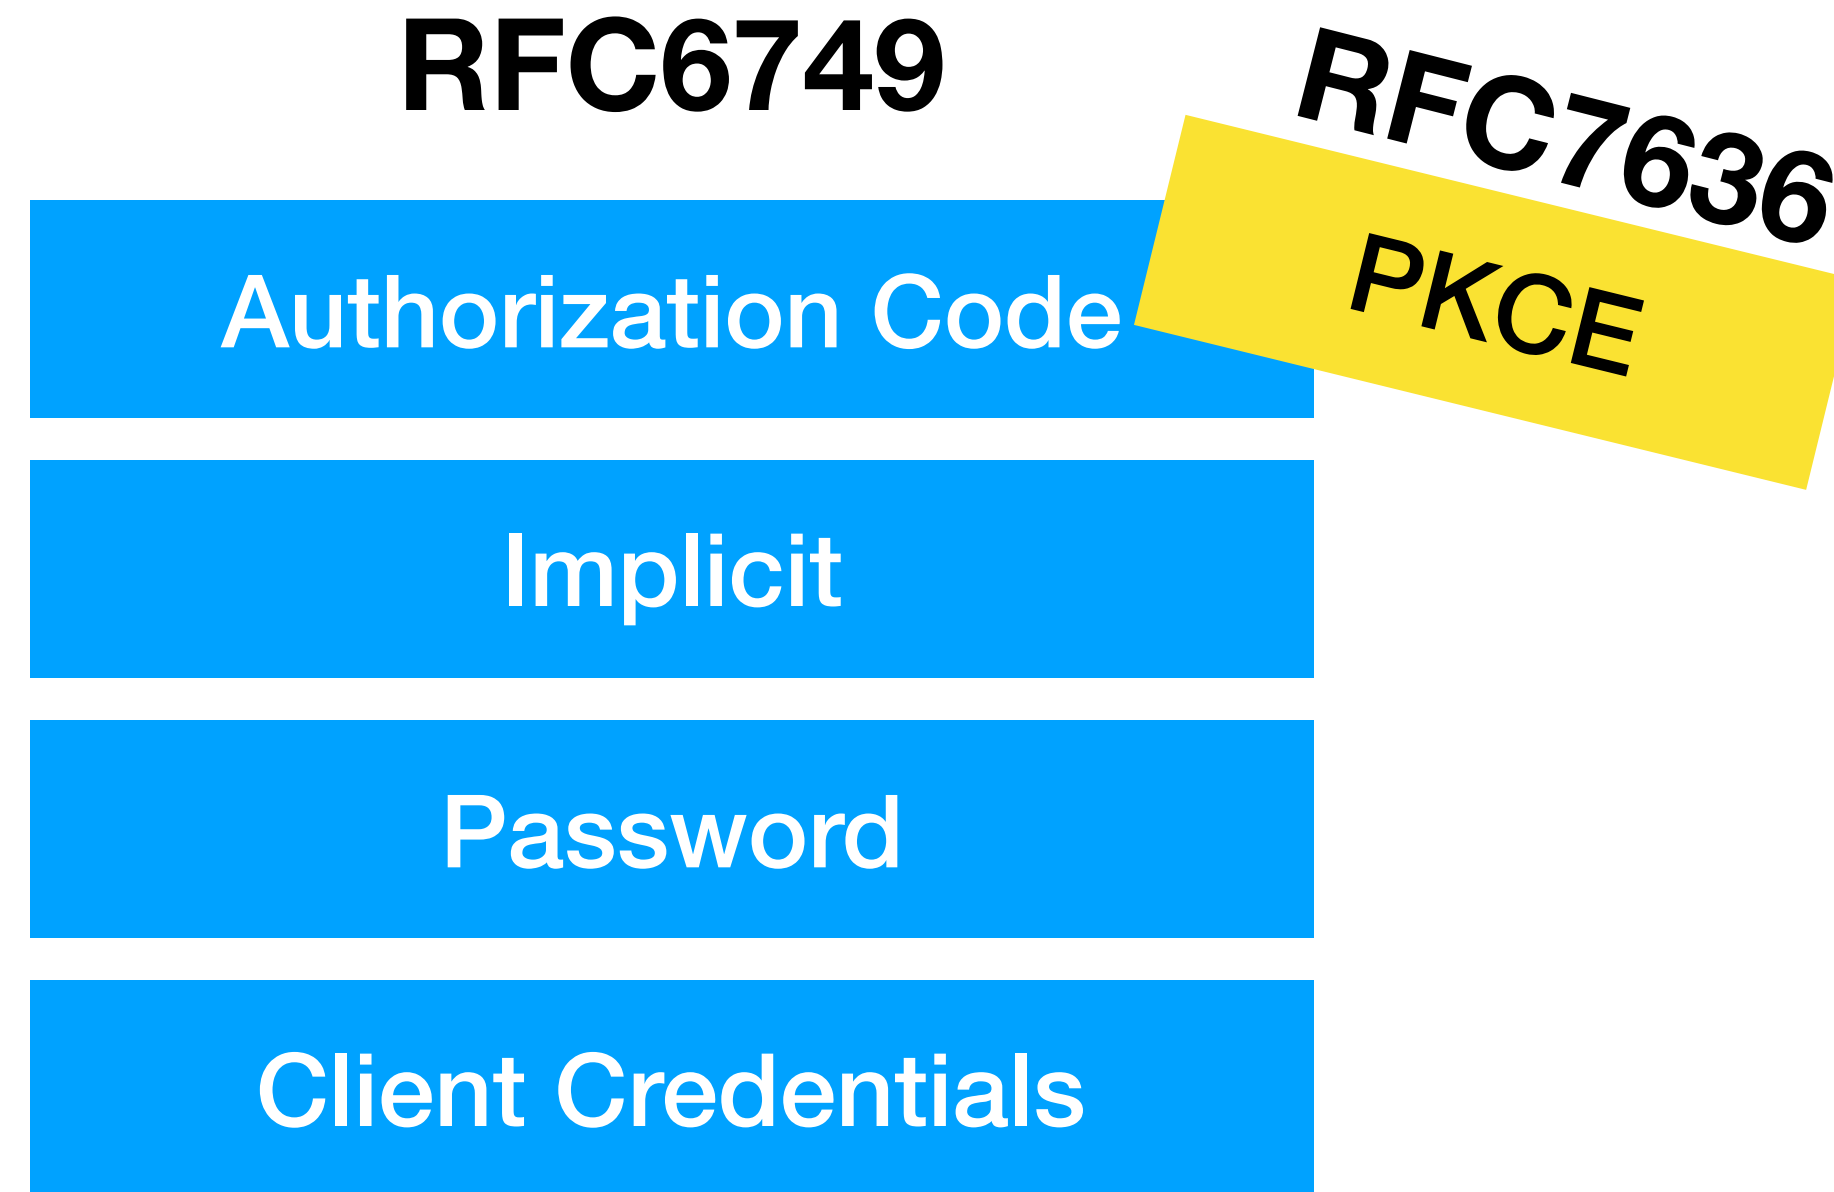 RFC6749
RFC7636
Authorization Code
PKCE
Implicit
Password
Client Credentials